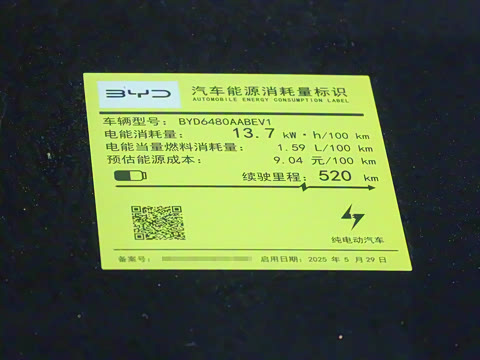 BYD 汽车能源消耗量标识
AUTOMOBILE ENERGY CONSUMPTION LABEL
车辆型号： BYD6480AABEV1
电能消耗量： 13.7 kW·h/100 km
电能当量燃料消耗量： 1.59 L/100 km
预估能源成本： 9.04 元/100 km
续驶里程： 520 km
纯电动汽车
备案号： 启用日期：2025 年 5 月 29 日